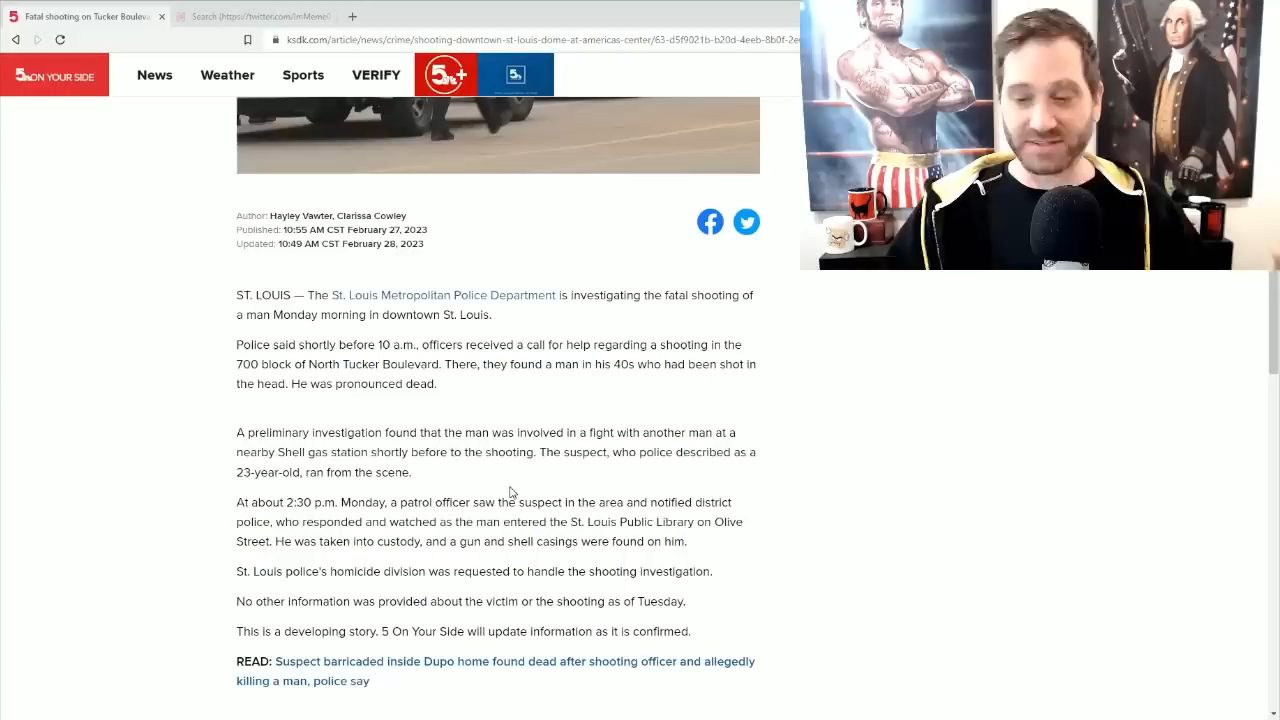 Fatal shooting on Tucker Boulevar
Search (https://twitter.com/ImMeme0
ksdk.com/article/news/crime/shooting-downtown-st-louis-dome-at-americas-center/63-d5f9021b-b20d-4eeb-8b0f-2e
5 ON YOUR SIDE
News
Weather
Sports
VERIFY
5+
5
Author: Hayley Vawter, Clarissa Cowley
Published: 10:55 AM CST February 27, 2023
Updated: 10:49 AM CST February 28, 2023
ST. LOUIS — The St. Louis Metropolitan Police Department is investigating the fatal shooting of
a man Monday morning in downtown St. Louis.
Police said shortly before 10 a.m., officers received a call for help regarding a shooting in the
700 block of North Tucker Boulevard. There, they found a man in his 40s who had been shot in
the head. He was pronounced dead.
A preliminary investigation found that the man was involved in a fight with another man at a
nearby Shell gas station shortly before to the shooting. The suspect, who police described as a
23-year-old, ran from the scene.
At about 2:30 p.m. Monday, a patrol officer saw the suspect in the area and notified district
police, who responded and watched as the man entered the St. Louis Public Library on Olive
Street. He was taken into custody, and a gun and shell casings were found on him.
St. Louis police's homicide division was requested to handle the shooting investigation.
No other information was provided about the victim or the shooting as of Tuesday.
This is a developing story. 5 On Your Side will update information as it is confirmed.
READ: Suspect barricaded inside Dupo home found dead after shooting officer and allegedly
killing a man, police say